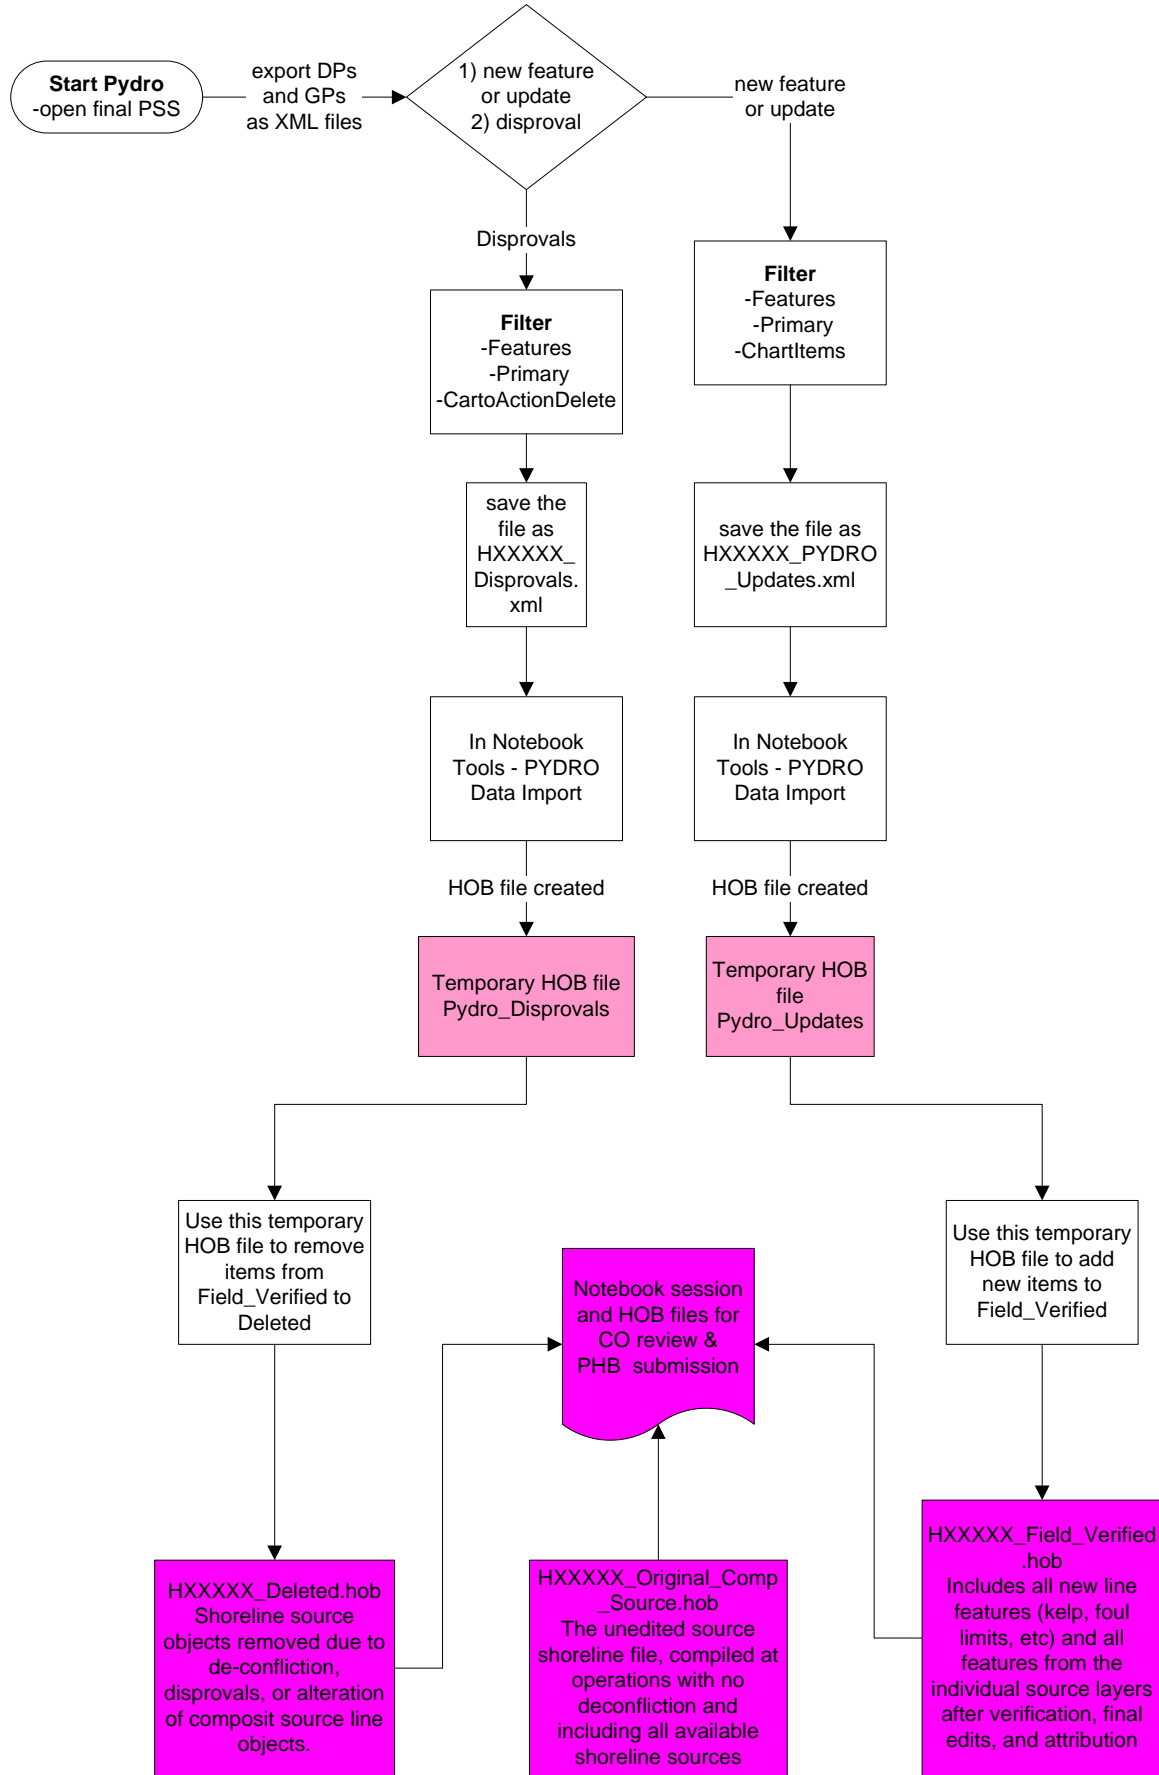 Start Pydro
-open final PSS
export DPs
and GPs
as XML files
1) new feature
or update
2) disproval
new feature
or update
Disprovals
Filter
-Features
-Primary
-CartoActionDelete
Filter
-Features
-Primary
-ChartItems
save the
file as
HXXXXX_
Disprovals.
xml
save the file as
HXXXXX_PYDRO
_Updates.xml
In Notebook
Tools - PYDRO
Data Import
In Notebook
Tools - PYDRO
Data Import
HOB file created
HOB file created
Temporary HOB file
Pydro_Disprovals
Temporary HOB
file
Pydro_Updates
Use this temporary
HOB file to remove
items from
Field_Verified to
Deleted
Notebook session
and HOB files for
CO review &
PHB  submission
Use this temporary
HOB file to add
new items to
Field_Verified
HXXXXX_Deleted.hob
Shoreline source
objects removed due to
de-confliction,
disprovals, or alteration
of composit source line
objects.
HXXXXX_Original_Comp
_Source.hob
The unedited source
shoreline file, compiled at
operations with no
deconfliction and
including all available
shoreline sources
HXXXXX_Field_Verified
.hob
Includes all new line
features (kelp, foul
limits, etc) and all
features from the
individual source layers
after verification, final
edits, and attribution